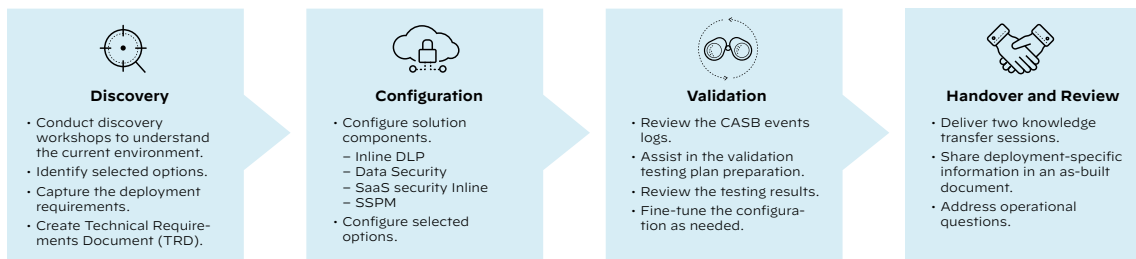 Discovery
• Conduct discovery
workshops to understand
the current environment.
• Identify selected options.
• Capture the deployment
requirements.
• Create Technical Require-
ments Document (TRD).
Configuration
• Configure solution
components.
– Inline DLP
– Data Security
– SaaS security Inline
– SSPM
• Configure selected
options.
Validation
• Review the CASB events
logs.
• Assist in the validation
testing plan preparation.
• Review the testing results.
• Fine-tune the configura-
tion as needed.
Handover and Review
• Deliver two knowledge
transfer sessions.
• Share deployment-specific
information in an as-built
document.
• Address operational
questions.